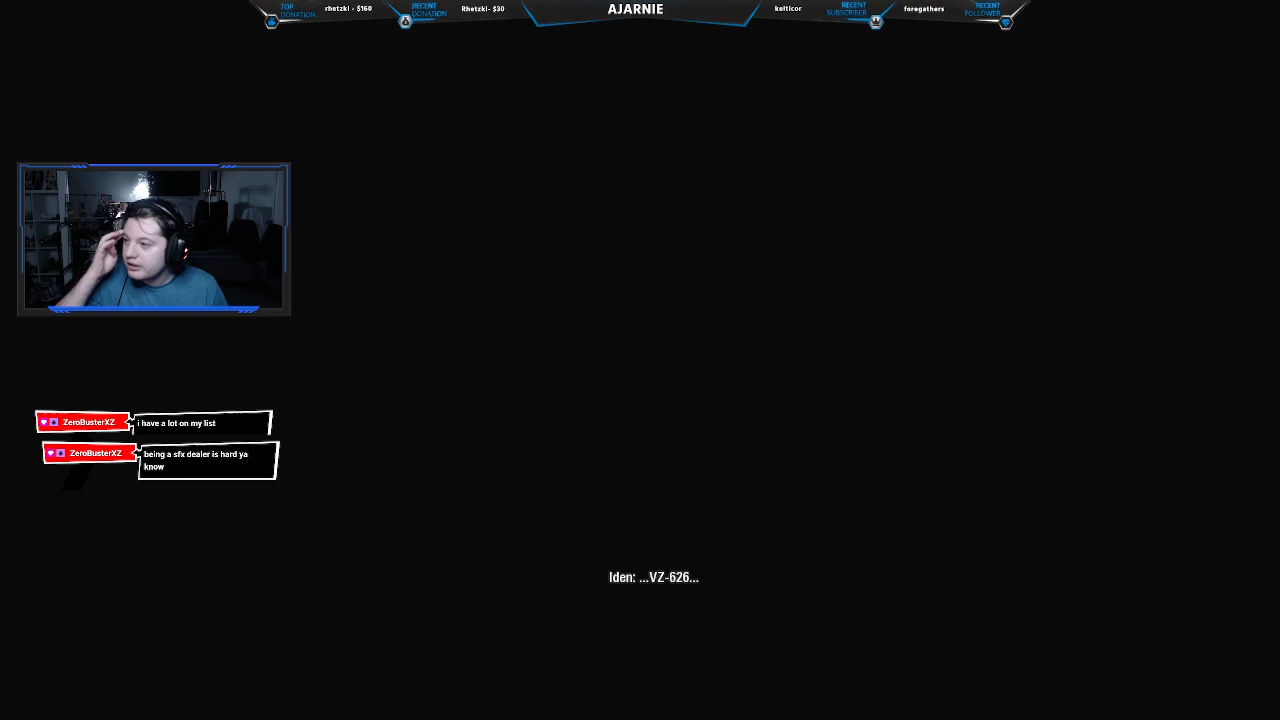 TOP DONATION rhetzki - $160 RECENT DONATION Rhetzki- $30 AJARNIE kelticor RECENT SUBSCRIBER foregathers RECENT FOLLOWER
ZeroBusterXZ i have a lot on my list
ZeroBusterXZ being a sfx dealer is hard ya
know
Iden: ...VZ-626...